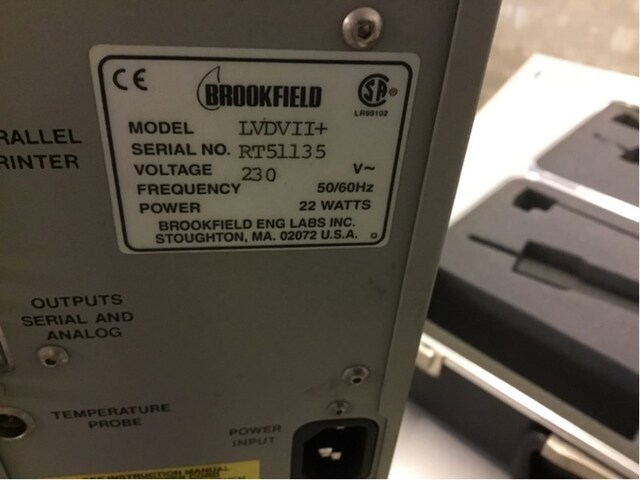 CE BROOKFIELD SA ®
LR99102
MODEL LVDVII+
SERIAL NO. RT51135
VOLTAGE 230 V~
FREQUENCY 50/60Hz
POWER 22 WATTS
BROOKFIELD ENG LABS INC.
STOUGHTON, MA. 02072 U.S.A.
RALLEL
RINTER
OUTPUTS
SERIAL AND
ANALOG
TEMPERATURE
PROBE
POWER
INPUT
INSTRUCTION MANUAL